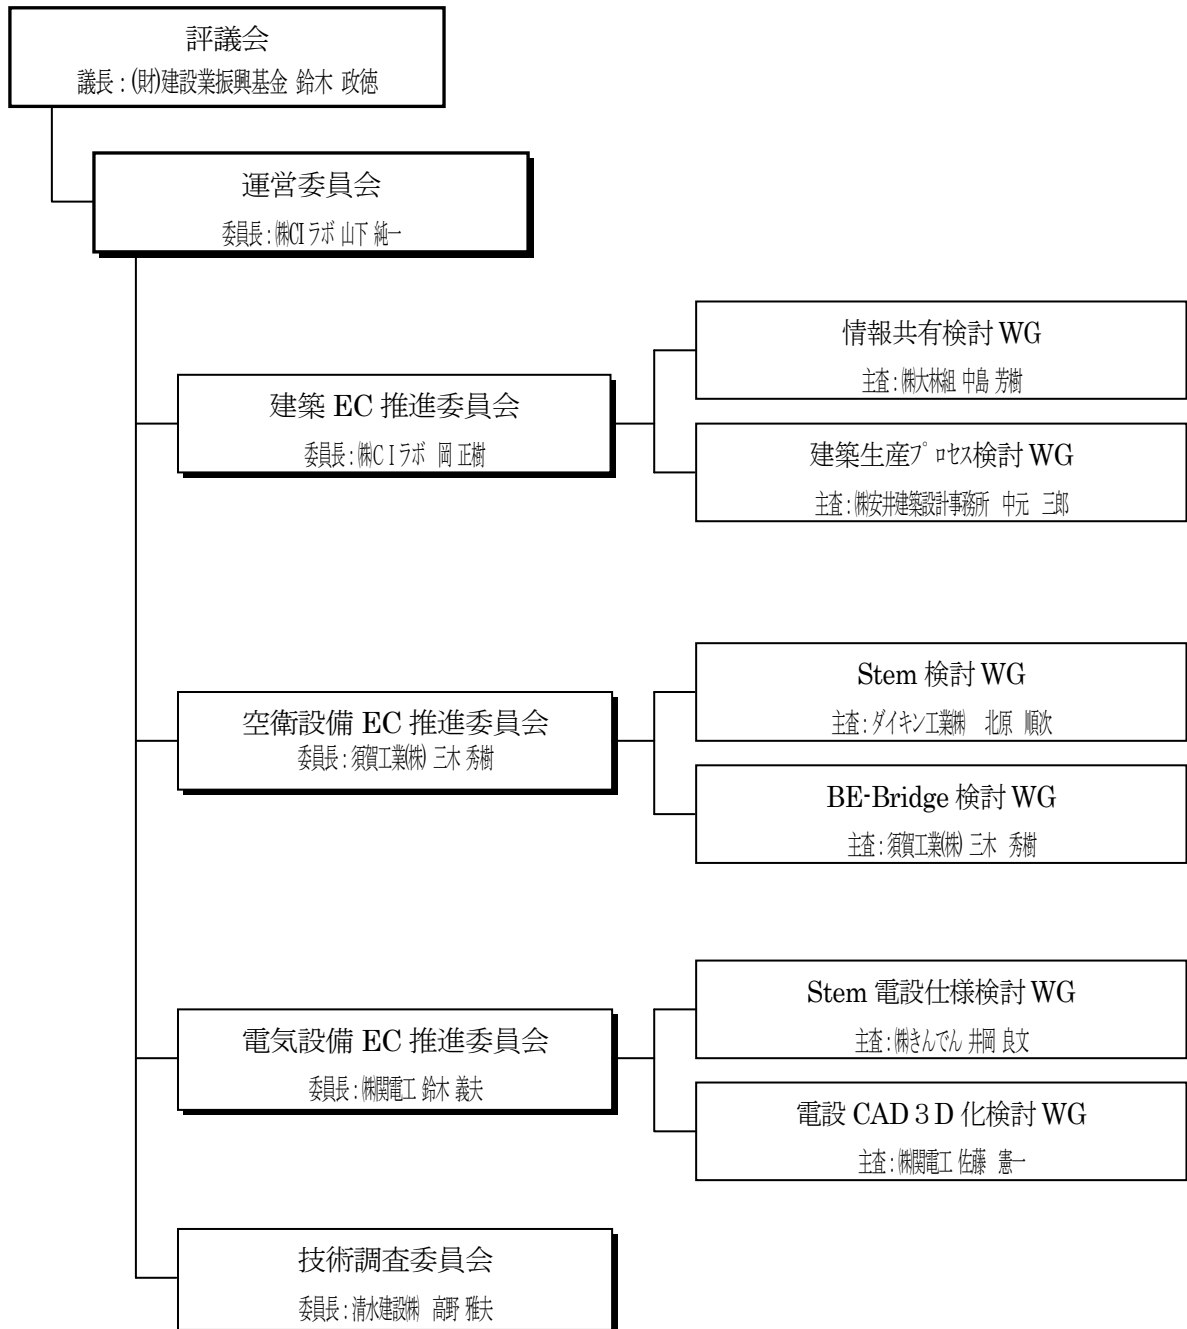 評議会
議長：(財)建設業振興基金 鈴木 政徳
運営委員会
委員長：㈱CIラボ 山下 純一
情報共有検討 WG
主査：㈱大林組 中島 芳樹
建築 EC 推進委員会
委員長：㈱ＣＩラボ　岡 正樹
建築生産ﾌﾟﾛｾｽ検討 WG
主査：㈱安井建築設計事務所　中元　三郎
Stem 検討 WG
主査：ダイキン工業㈱　北原　順次
空衛設備 EC 推進委員会
委員長：須賀工業(株) 三木 秀樹
BE-Bridge 検討 WG
主査：須賀工業(株) 三木　秀樹
Stem 電設仕様検討 WG
主査：㈱きんでん 井岡 良文
電気設備 EC 推進委員会
委員長：㈱関電工 鈴木 義夫
電設 CAD３D 化検討 WG
主査：㈱関電工 佐藤　憲一
技術調査委員会
委員長：清水建設㈱　高野 雅夫